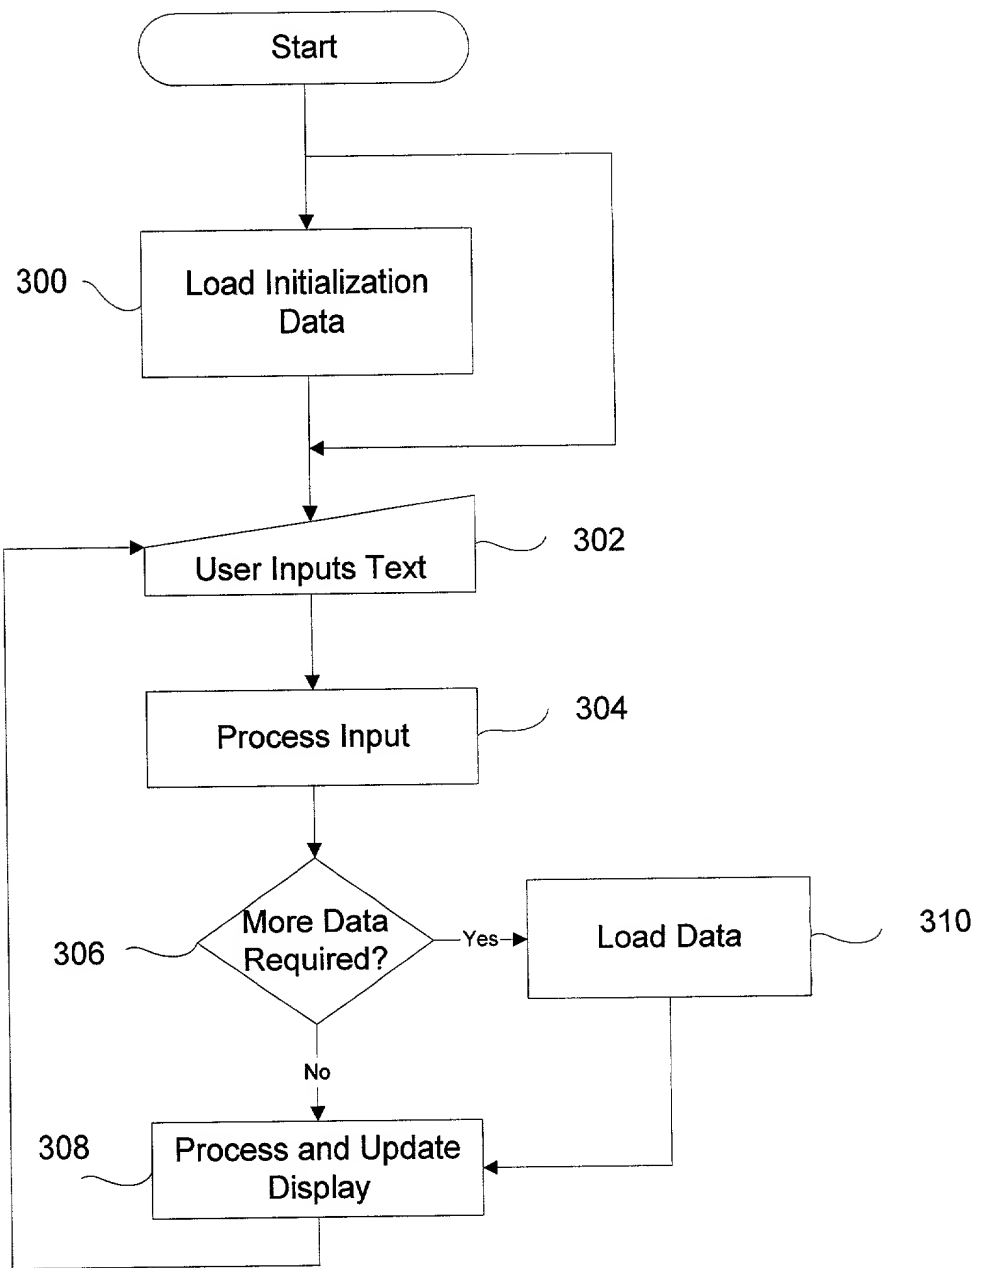 Start
300
Load Initialization
Data
302
User Inputs Text
304
Process Input
306
More Data
Required?
Yes
Load Data
310
No
308
Process and Update
Display